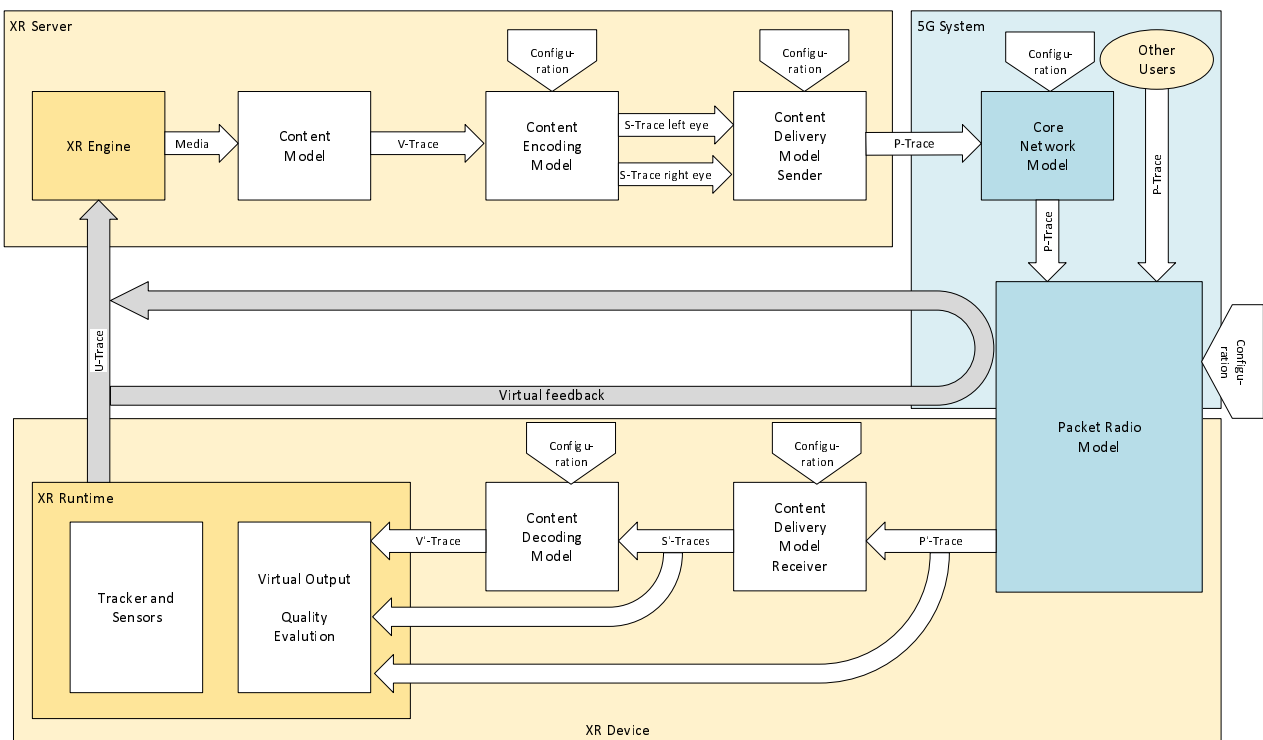 XR Server
5G System
Configu-
ration
Configu-
ration
Configu-
ration
Other
Users
XR Engine
Media
Content
Model
V-Trace
Content
Encoding
Model
S-Trace left eye
S-Trace right eye
Content
Delivery
Model
Sender
P-Trace
Core
Network
Model
P-Trace
P-Trace
U-Trace
Virtual feedback
Configu-
ration
Packet Radio
Model
Configu-
ration
Configu-
ration
XR Runtime
Tracker and
Sensors
Virtual Output
Quality
Evalution
V'-Trace
Content
Decoding
Model
S'-Traces
Content
Delivery
Model
Receiver
P'-Trace
XR Device